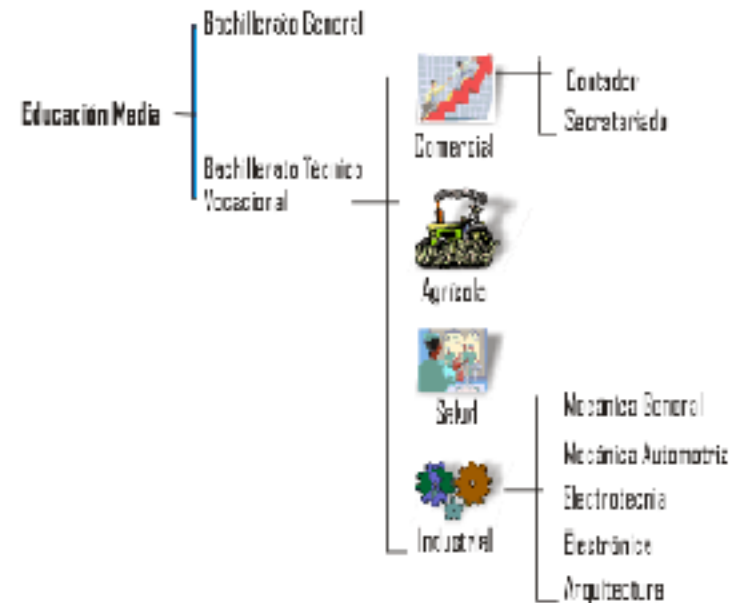 Bachillerato General
Educación Media
Bachillerato Técnico
Vocacional
Comercial
Contador
Secretariado
Agrícola
Salud
Industrial
Mecánica General
Mecánica Automotriz
Electrotecnia
Electrónica
Arquitectura